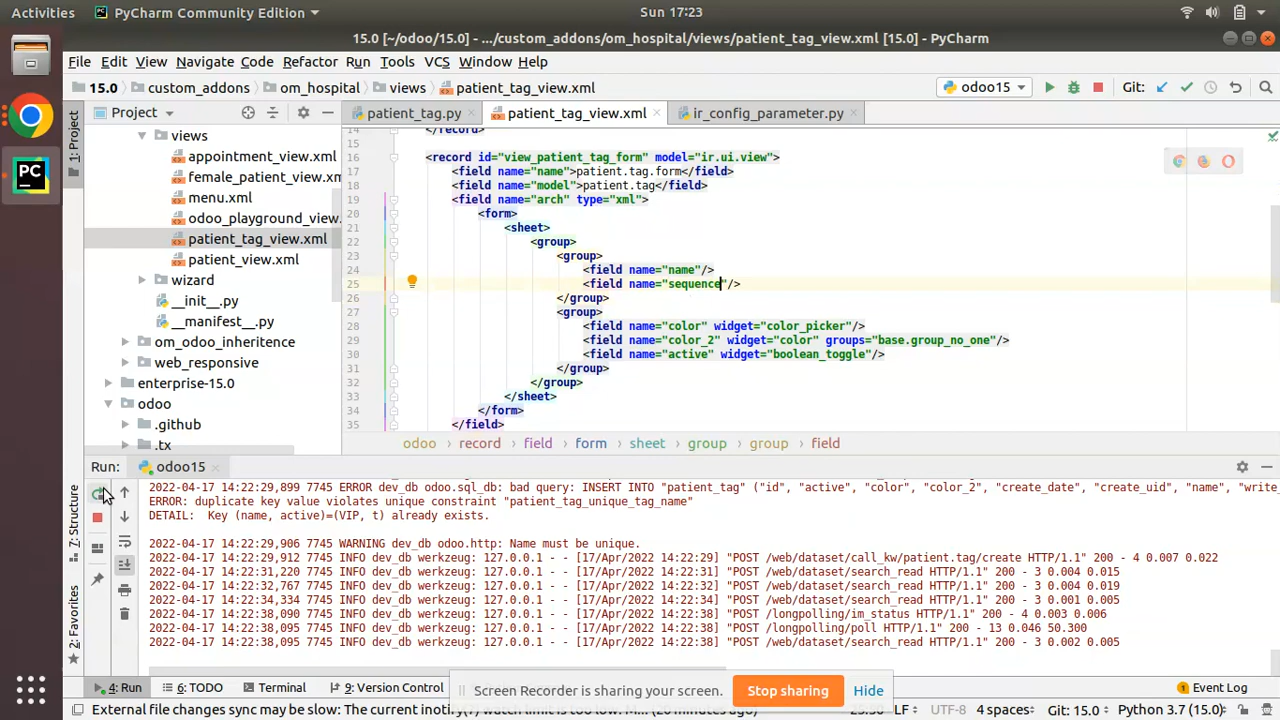 Activities PyCharm Community Edition Sun 17:23
15.0 [~/odoo/15.0] - .../custom_addons/om_hospital/views/patient_tag_view.xml [15.0] - PyCharm
File Edit View Navigate Code Refactor Run Tools VCS Window Help
15.0 custom_addons om_hospital views patient_tag_view.xml odoo15 Git:
Project patient_tag.py patient_tag_view.xml ir_config_parameter.py
1: Project
views
appointment_view.xml
female_patient_view.xm
menu.xml
odoo_playground_view.
patient_tag_view.xml
patient_view.xml
wizard
__init__.py
__manifest__.py
om_odoo_inheritence
web_responsive
enterprise-15.0
odoo
.github
.tx
14 </record>
15
16 <record id="view_patient_tag_form" model="ir.ui.view">
17 <field name="name">patient.tag.form</field>
18 <field name="model">patient.tag</field>
19 <field name="arch" type="xml">
20 <form>
21 <sheet>
22 <group>
23 <group>
24 <field name="name"/>
25 <field name="sequence"/>
26 </group>
27 <group>
28 <field name="color" widget="color_picker"/>
29 <field name="color_2" widget="color" groups="base.group_no_one"/>
30 <field name="active" widget="boolean_toggle"/>
31 </group>
32 </group>
33 </sheet>
34 </form>
35 </field>
odoo record field form sheet group group field
Run: odoo15
7: Structure
2: Favorites
2022-04-17 14:22:29,899 7745 ERROR dev_db odoo.sql_db: bad query: INSERT INTO "patient_tag" ("id", "active", "color", "color_2", "create_date", "create_uid", "name", "write_
ERROR: duplicate key value violates unique constraint "patient_tag_unique_tag_name"
DETAIL: Key (name, active)=(VIP, t) already exists.
2022-04-17 14:22:29,906 7745 WARNING dev_db odoo.http: Name must be unique.
2022-04-17 14:22:29,912 7745 INFO dev_db werkzeug: 127.0.0.1 - - [17/Apr/2022 14:22:29] "POST /web/dataset/call_kw/patient.tag/create HTTP/1.1" 200 - 4 0.007 0.022
2022-04-17 14:22:31,220 7745 INFO dev_db werkzeug: 127.0.0.1 - - [17/Apr/2022 14:22:31] "POST /web/dataset/search_read HTTP/1.1" 200 - 3 0.004 0.015
2022-04-17 14:22:32,767 7745 INFO dev_db werkzeug: 127.0.0.1 - - [17/Apr/2022 14:22:32] "POST /web/dataset/search_read HTTP/1.1" 200 - 3 0.004 0.019
2022-04-17 14:22:34,334 7745 INFO dev_db werkzeug: 127.0.0.1 - - [17/Apr/2022 14:22:34] "POST /web/dataset/search_read HTTP/1.1" 200 - 3 0.001 0.005
2022-04-17 14:22:38,090 7745 INFO dev_db werkzeug: 127.0.0.1 - - [17/Apr/2022 14:22:38] "POST /longpolling/im_status HTTP/1.1" 200 - 4 0.003 0.006
2022-04-17 14:22:38,095 7745 INFO dev_db werkzeug: 127.0.0.1 - - [17/Apr/2022 14:22:38] "POST /longpolling/poll HTTP/1.1" 200 - 13 0.046 50.300
2022-04-17 14:22:38,095 7745 INFO dev_db werkzeug: 127.0.0.1 - - [17/Apr/2022 14:22:38] "POST /web/dataset/search_read HTTP/1.1" 200 - 3 0.002 0.005
4: Run 6: TODO Terminal 9: Version Control Screen Recorder is sharing your screen. Stop sharing Hide 1 Event Log
External file changes sync may be slow: The current inotify(7) watch limit is too low. M... (20 minutes ago) LF UTF-8 4 spaces Git: 15.0 Python 3.7 (2)